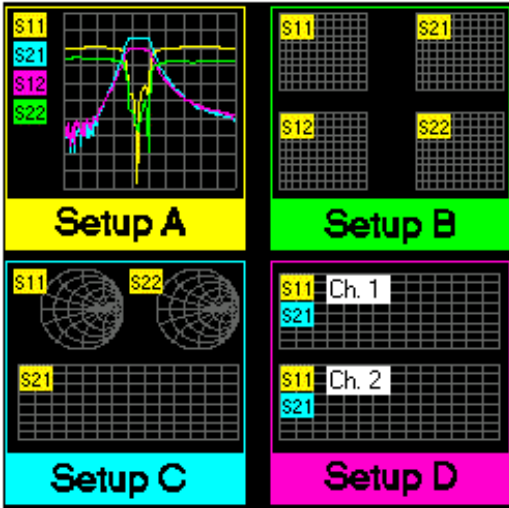 S11
S21
S12
S22
Setup A
S11 S21
S12 S22
Setup B
S11 S22
S21
Setup C
S11 Ch. 1
S21
S11 Ch. 2
S21
Setup D